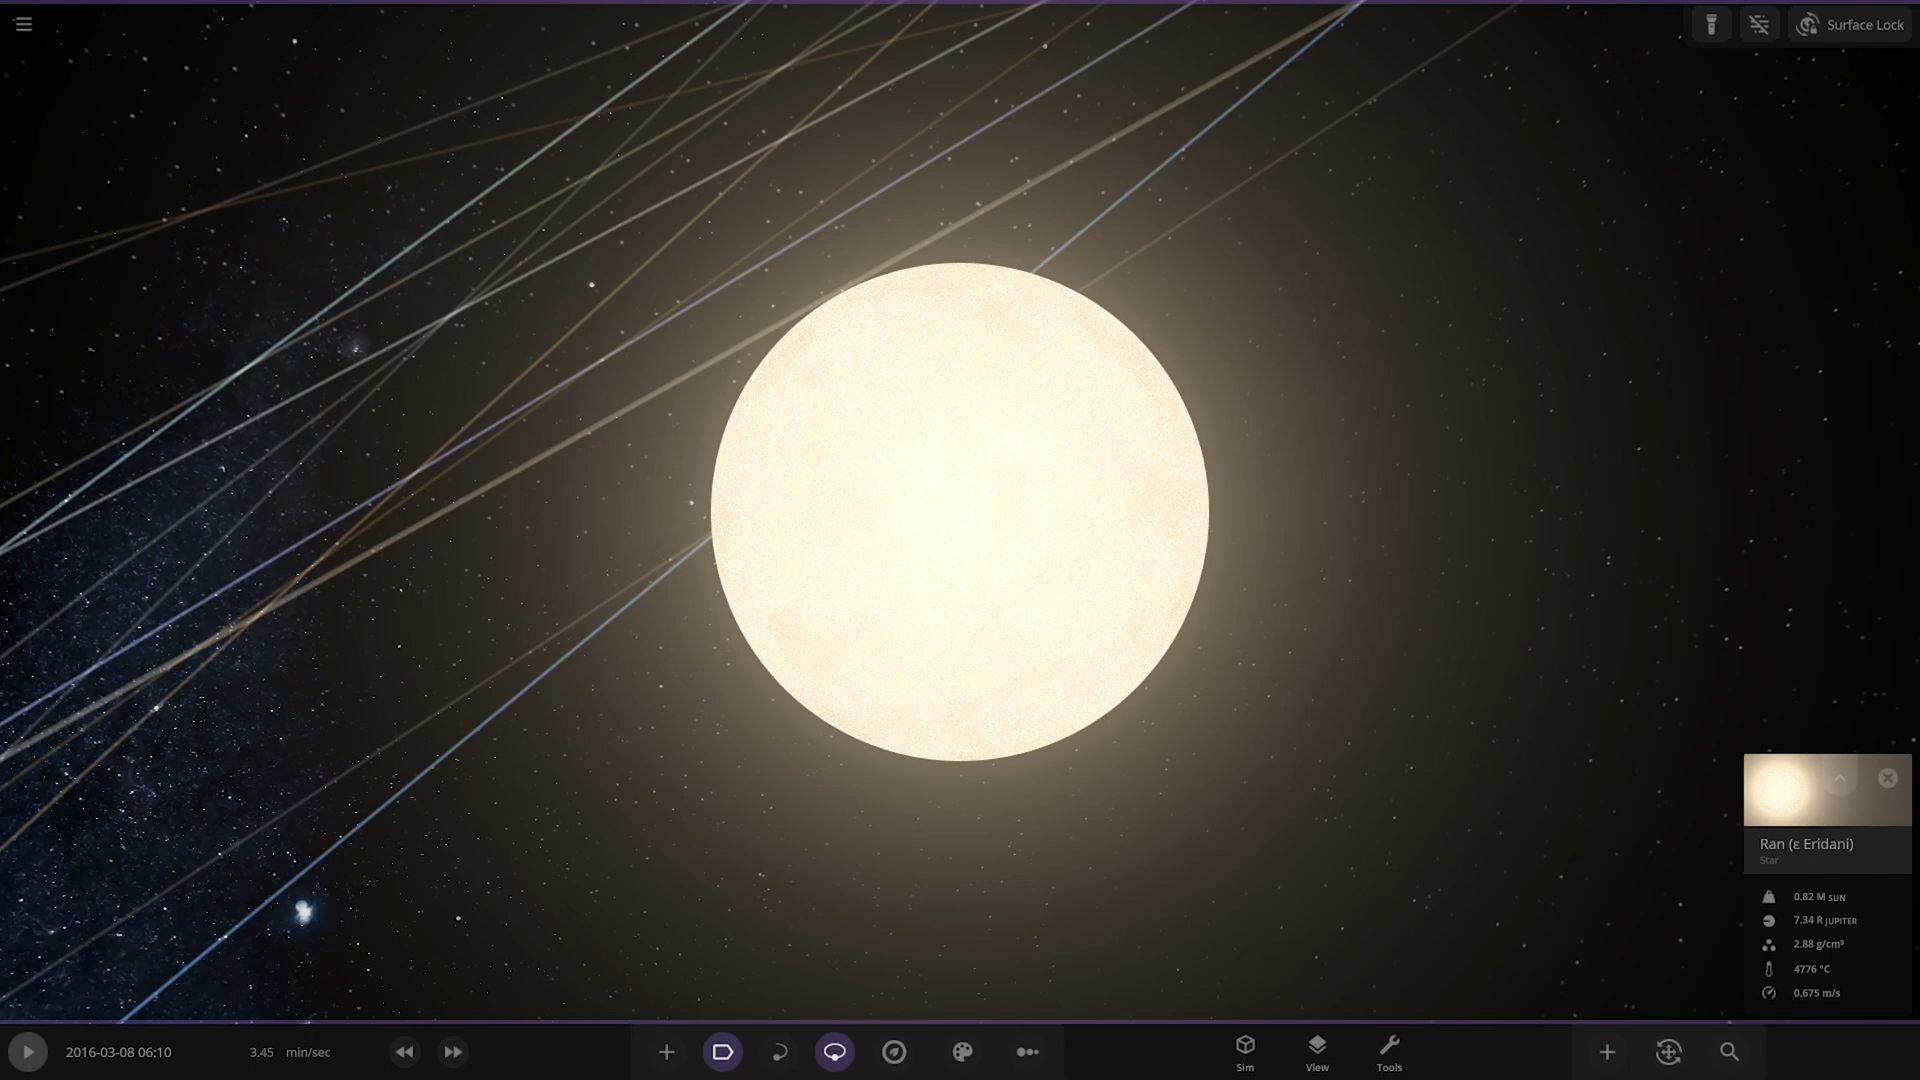 Surface Lock
Ran (ε Eridani)
Star
0.82 M SUN
7.34 R JUPITER
2.88 g/cm³
4776 °C
0.675 m/s
2016-03-08 06:10
3.45 min/sec
Sim
View
Tools